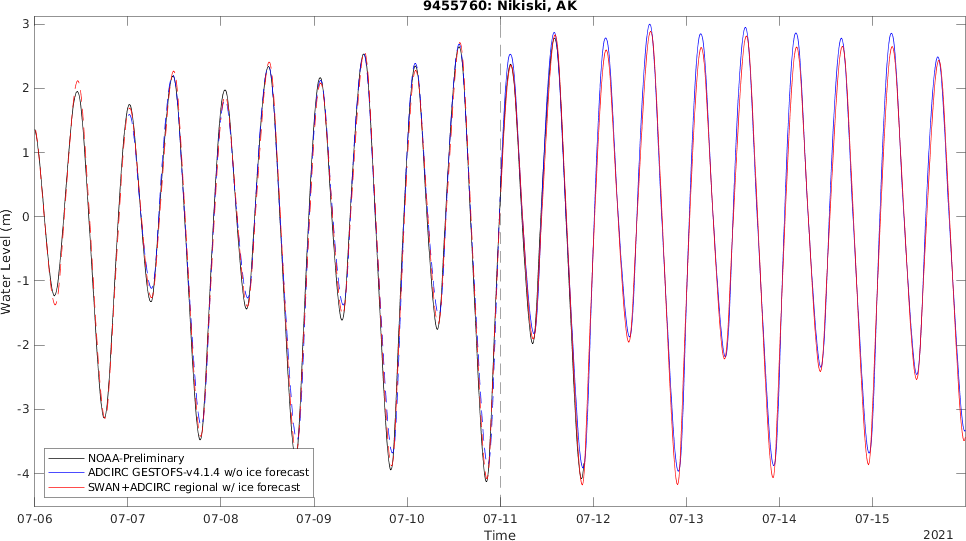 9455760: Nikiski, AK
3
2
1
0
-1
-2
-3
-4
Water Level (m)
NOAA-Preliminary
ADCIRC GESTOFS-v4.1.4 w/o ice forecast
SWAN+ADCIRC regional w/ ice forecast
07-06 07-07 07-08 07-09 07-10 07-11 07-12 07-13 07-14 07-15
Time
2021